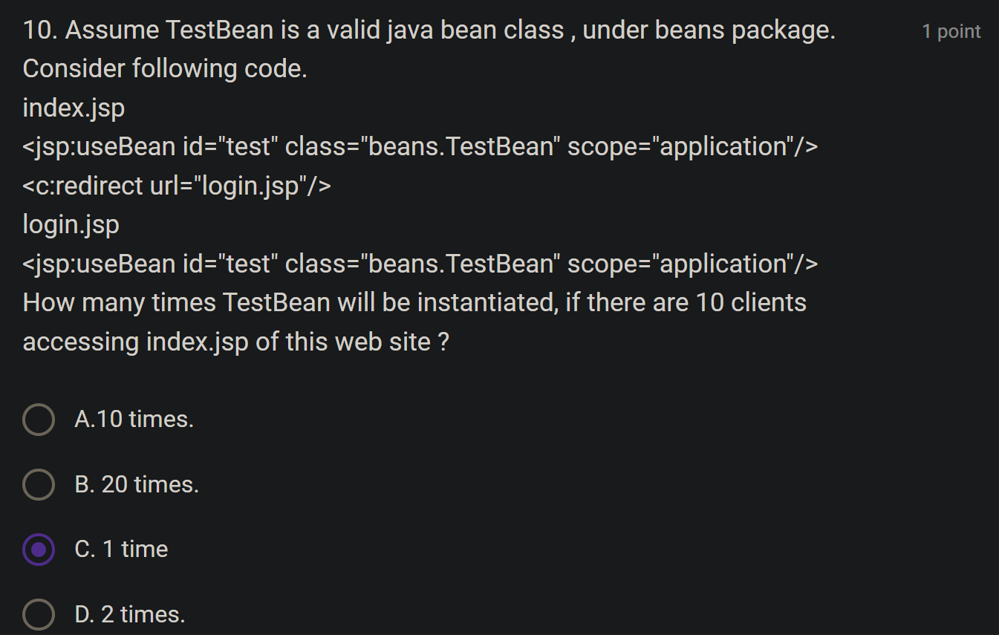 10. Assume TestBean is a valid java bean class , under beans package.
1 point
Consider following code.
index.jsp
<jsp:useBean id="test" class="beans.TestBean" scope="application"/>
<c:redirect url="login.jsp"/>
login.jsp
<jsp:useBean id="test" class="beans.TestBean" scope="application"/>
How many times TestBean will be instantiated, if there are 10 clients
accessing index.jsp of this web site ?
A.10 times.
B. 20 times.
C. 1 time
D. 2 times.